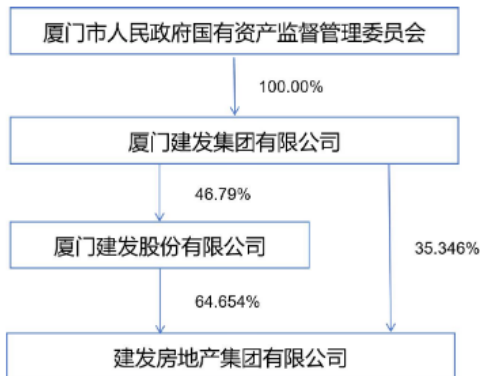 厦门市人民政府国有资产监督管理委员会
100.00%
厦门建发集团有限公司
46.79%
厦门建发股份有限公司
35.346%
64.654%
建发房地产集团有限公司